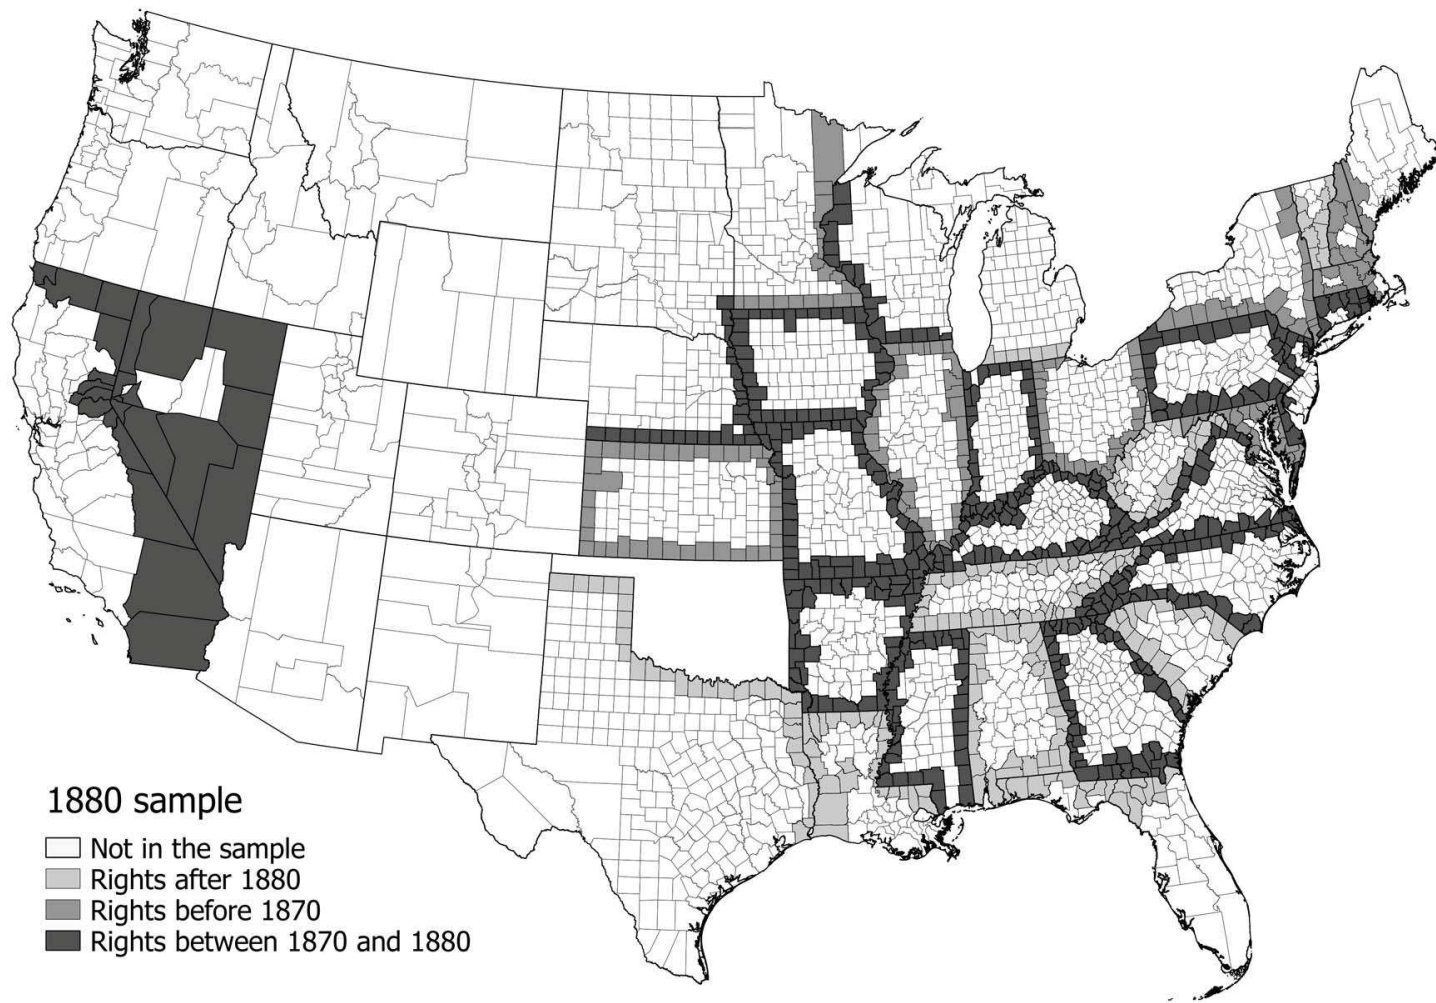 1880 sample
Not in the sample
Rights after 1880
Rights before 1870
Rights between 1870 and 1880